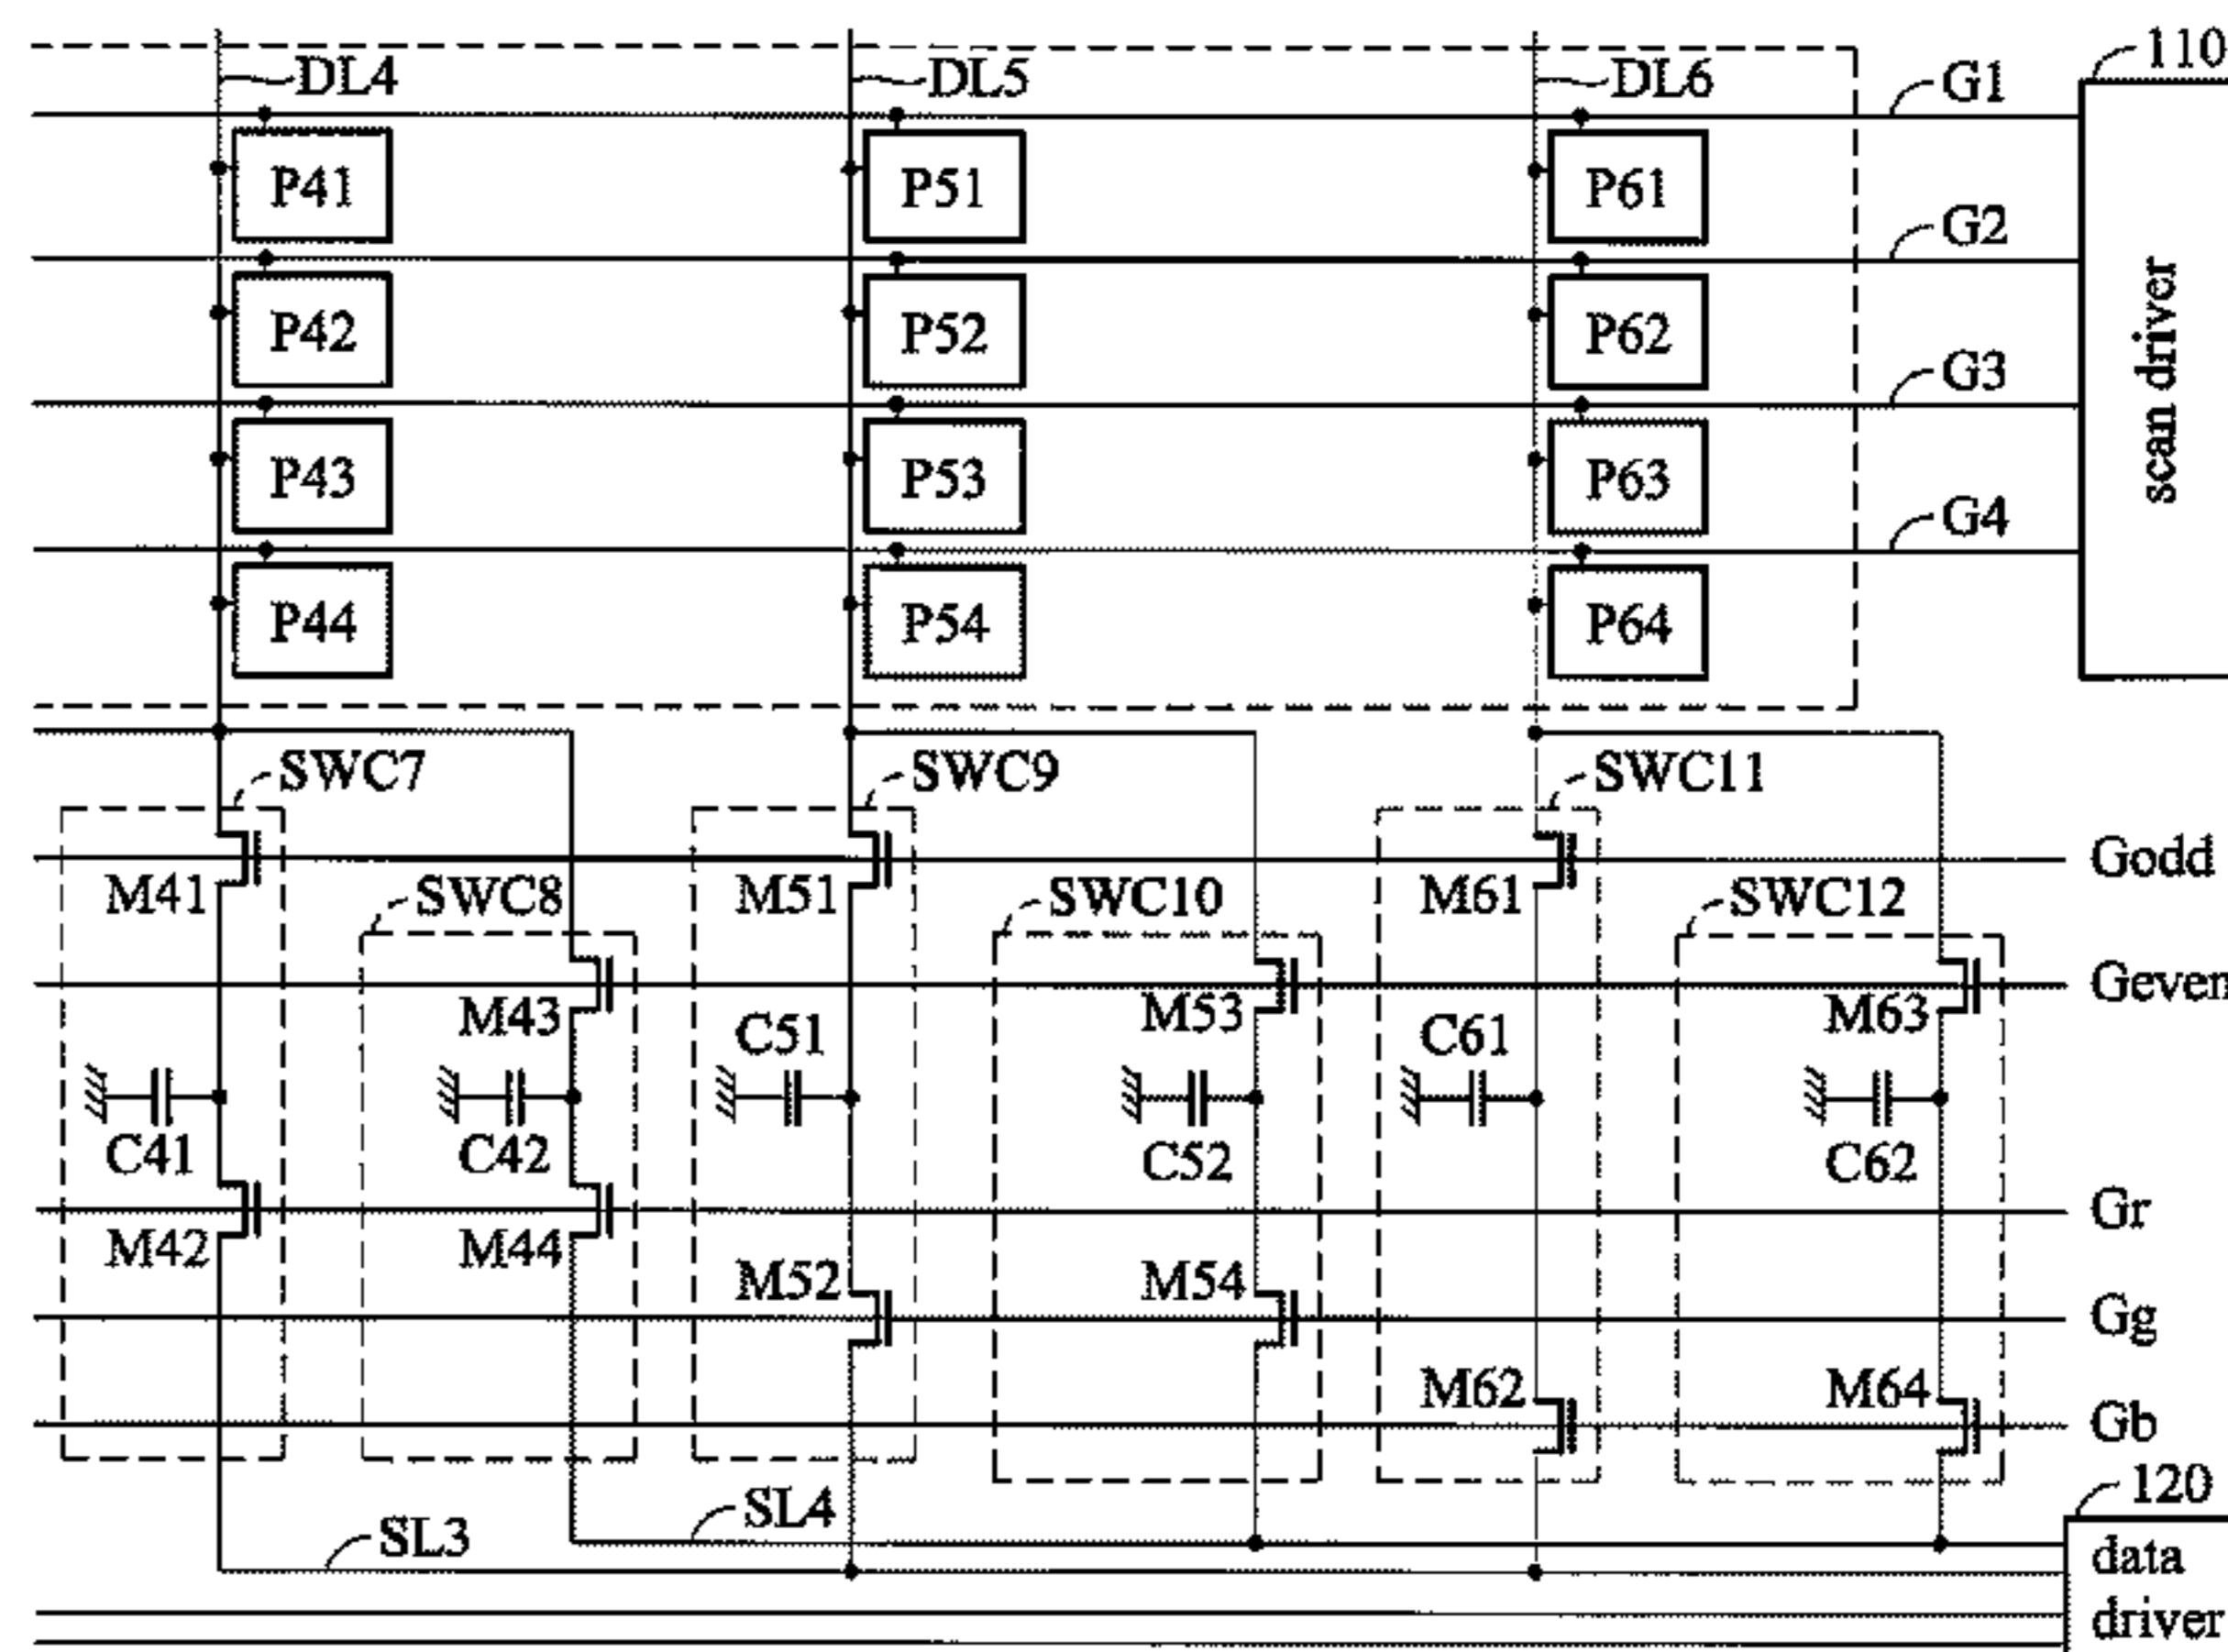 110
DL4 DL5 DL6 G1
P41 P51 P61
G2
P42 P52 P62
scan driver
G3
P43 P53 P63
G4
P44 P54 P64
SWC7 SWC9 SWC11
Godd
M41 SWC8 M51 SWC10 M61 SWC12
Geven
M43 M53 M63
C51 C61
C41 C42 C52 C62
Gr
M42 M44
M52 M54
Gg
M62 M64
Gb
120
SL4
SL3
data
driver